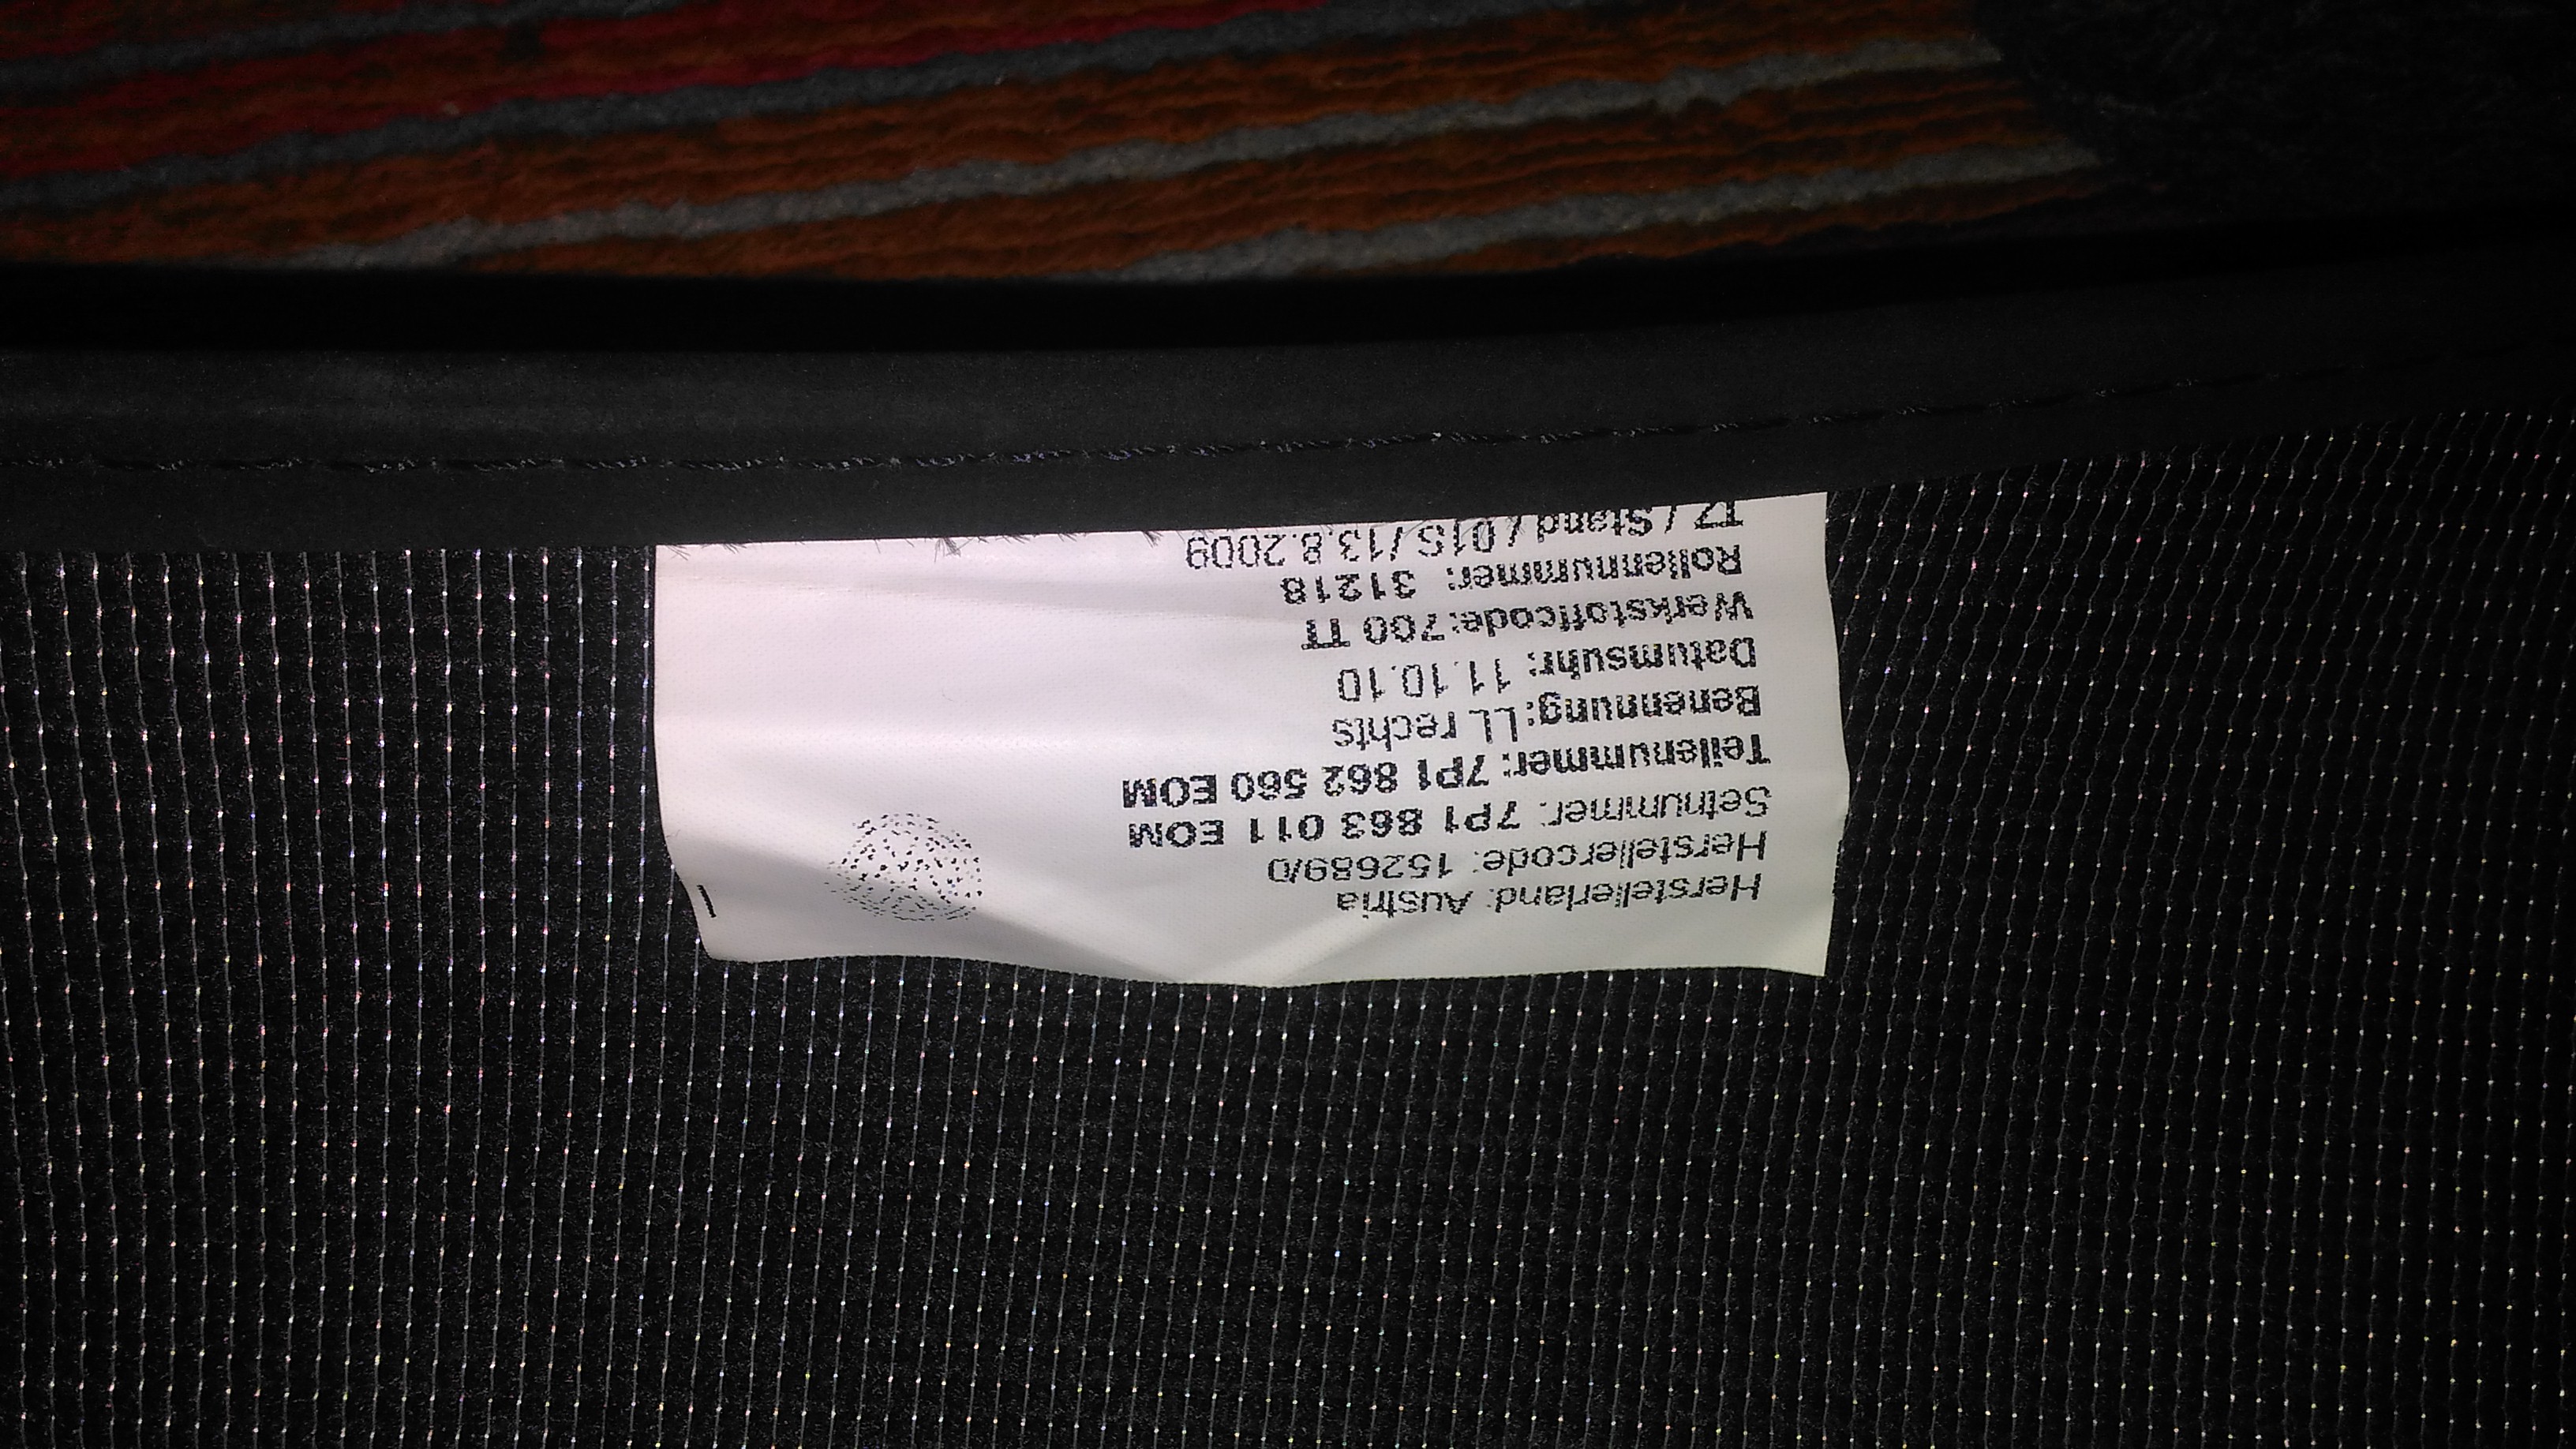 Herstellerland: Austria
Herstellercode: 152689/0
Setnummer: 7P1 863 011 EOM
Teilenummer: 7P1 862 560 EOM
Benennung: LL rechts
Datumsuhr: 11.10.10
Werkstoffcode: 700 TT
Rollennummer: 31218
TZ / Stand / 01S / 13.8.2009